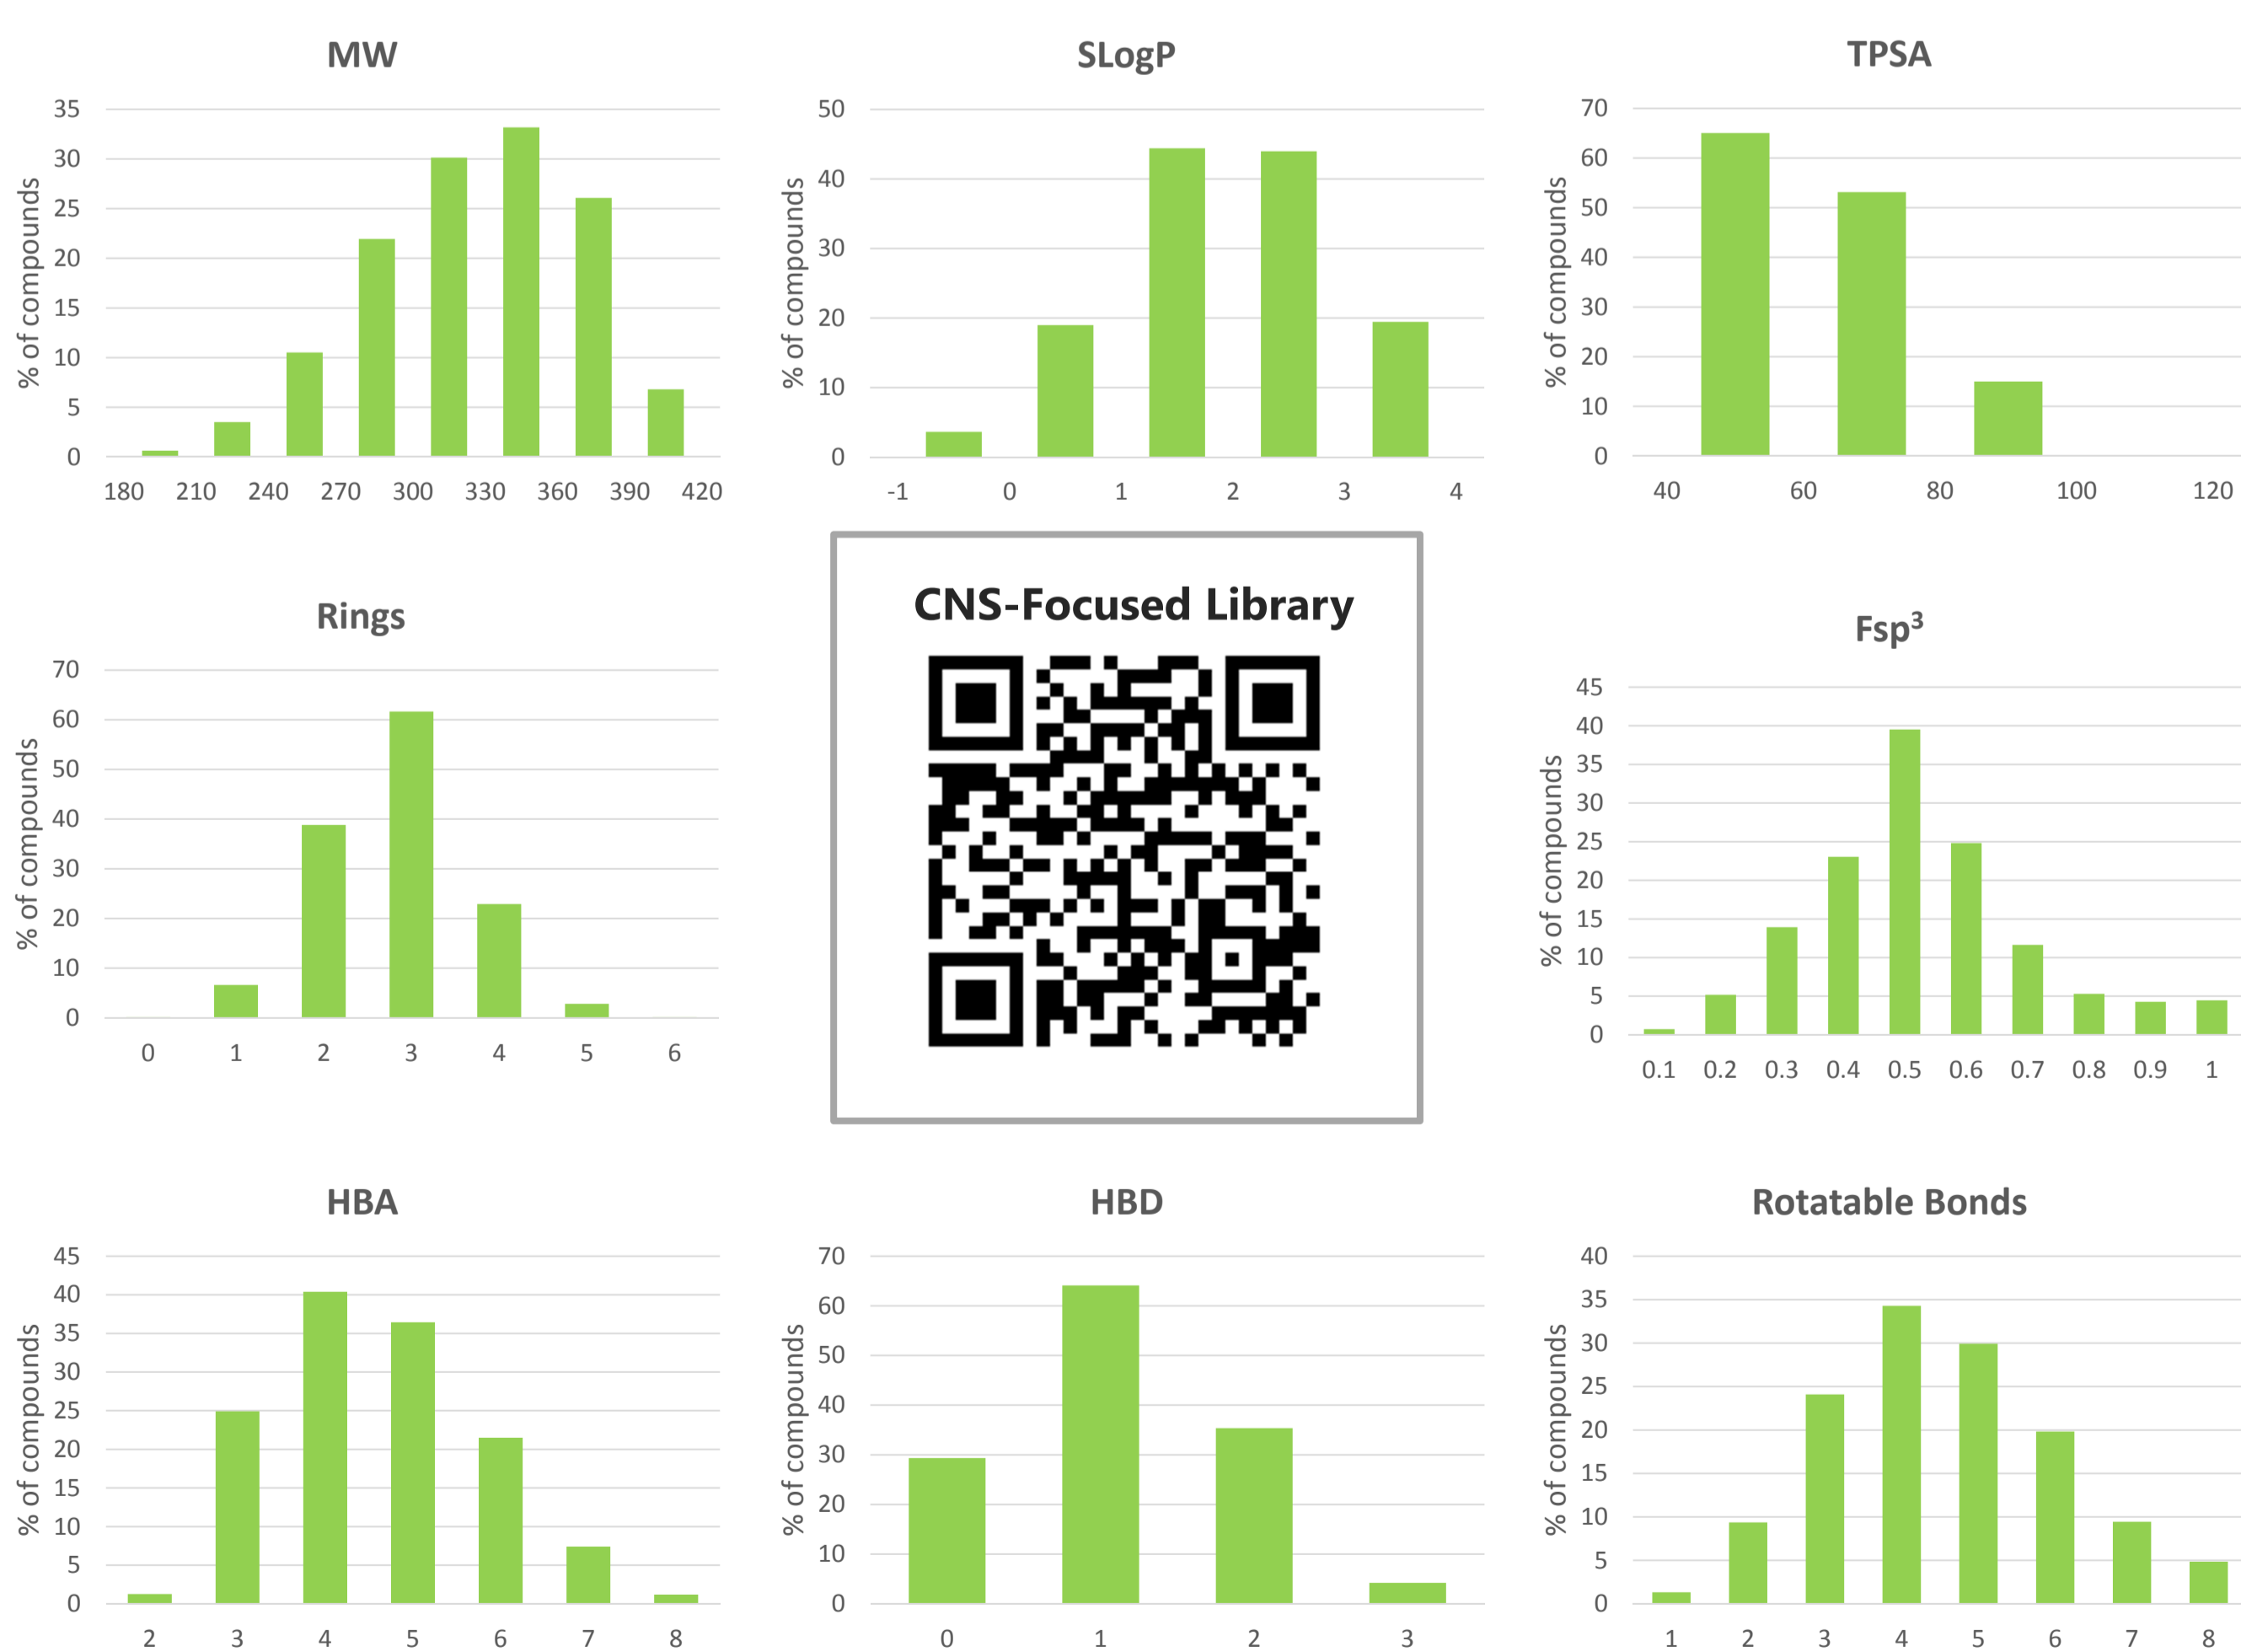 MW
35
30
25
20
15
10
5
0
% of compounds
180 210 240 270 300 330 360 390 420
SLogP
50
40
30
20
10
0
% of compounds
-1 0 1 2 3 4
TPSA
70
60
50
40
30
20
10
0
% of compounds
40 60 80 100 120
Rings
70
60
50
40
30
20
10
0
% of compounds
0 1 2 3 4 5 6
CNS-Focused Library
Fsp³
45
40
35
30
25
20
15
10
5
0
% of compounds
0.1 0.2 0.3 0.4 0.5 0.6 0.7 0.8 0.9 1
HBA
45
40
35
30
25
20
15
10
5
0
% of compounds
2 3 4 5 6 7 8
HBD
70
60
50
40
30
20
10
0
% of compounds
0 1 2 3
Rotatable Bonds
40
35
30
25
20
15
10
5
0
% of compounds
1 2 3 4 5 6 7 8